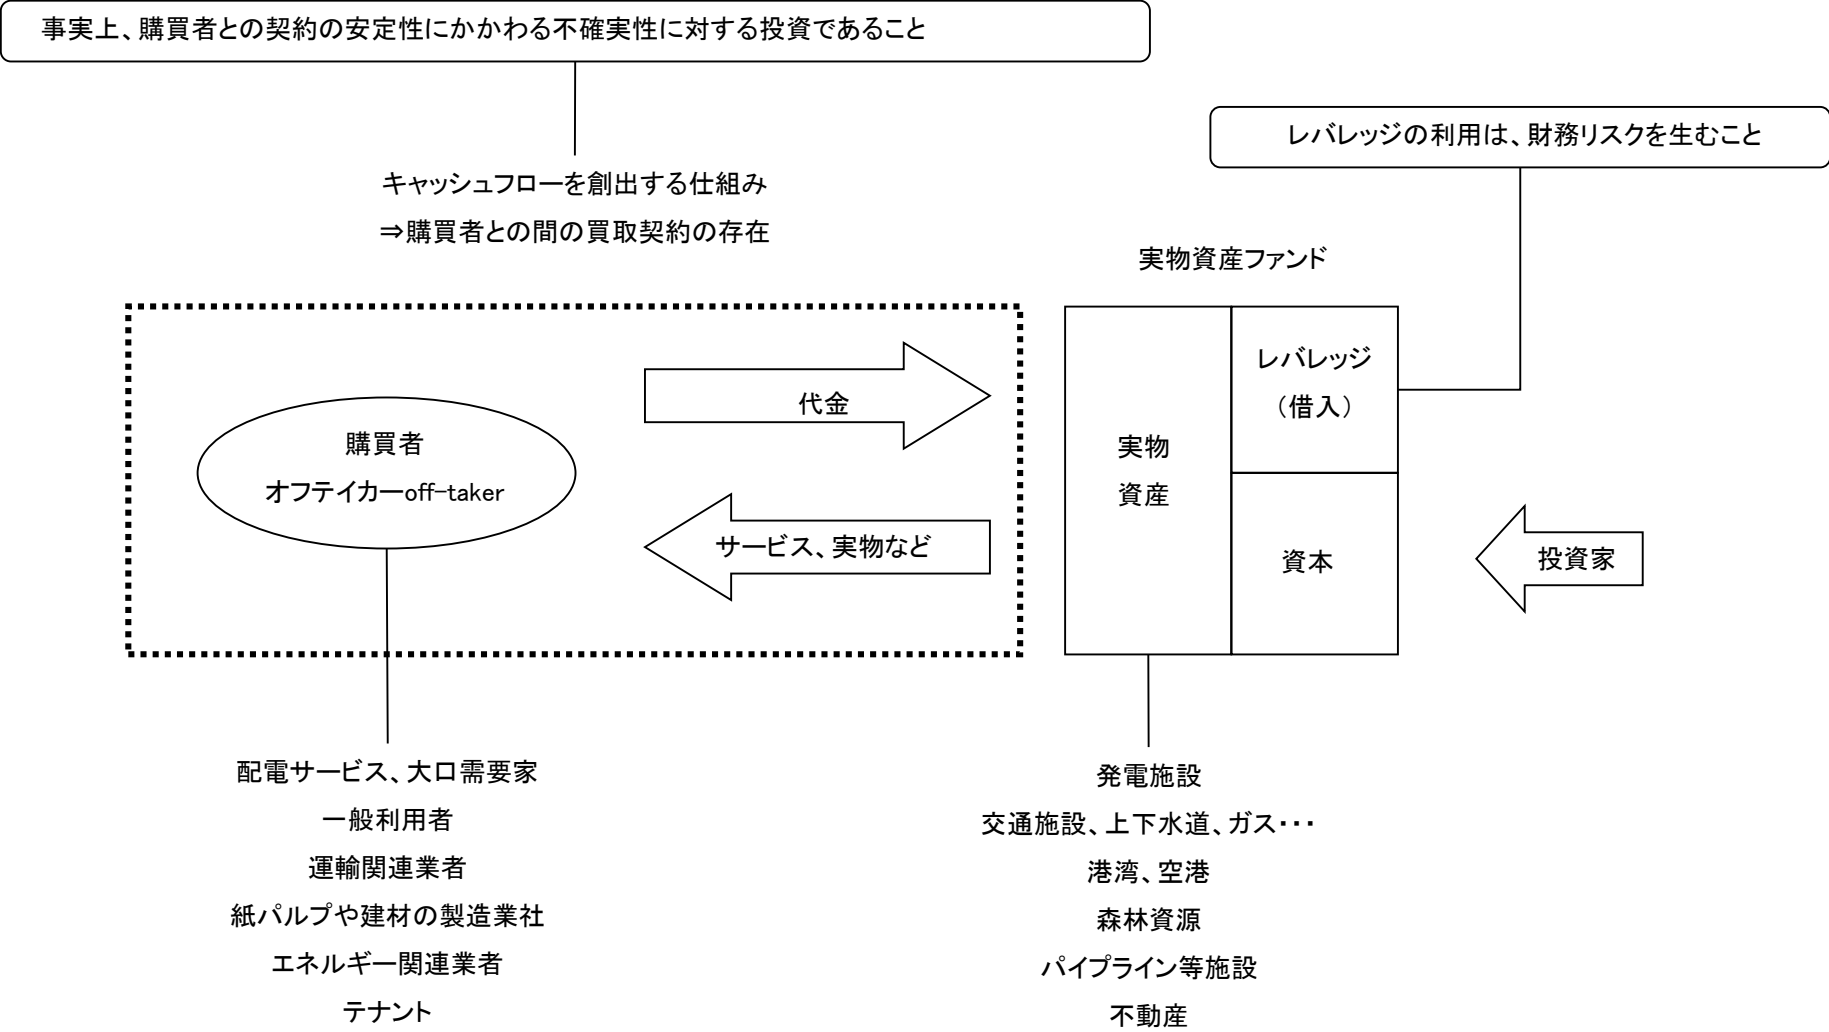 事実上、購買者との契約の安定性にかかわる不確実性に対する投資であること
レバレッジの利用は、財務リスクを生むこと
キャッシュフローを創出する仕組み
⇒購買者との間の買取契約の存在
実物資産ファンド
代金
購買者
オフテイカーoff-taker
サービス、実物など
実物
資産
レバレッジ
（借入）
資本
投資家
配電サービス、大口需要家
一般利用者
運輸関連業者
紙パルプや建材の製造業社
エネルギー関連業者
テナント
発電施設
交通施設、上下水道、ガス・・・
港湾、空港
森林資源
パイプライン等施設
不動産